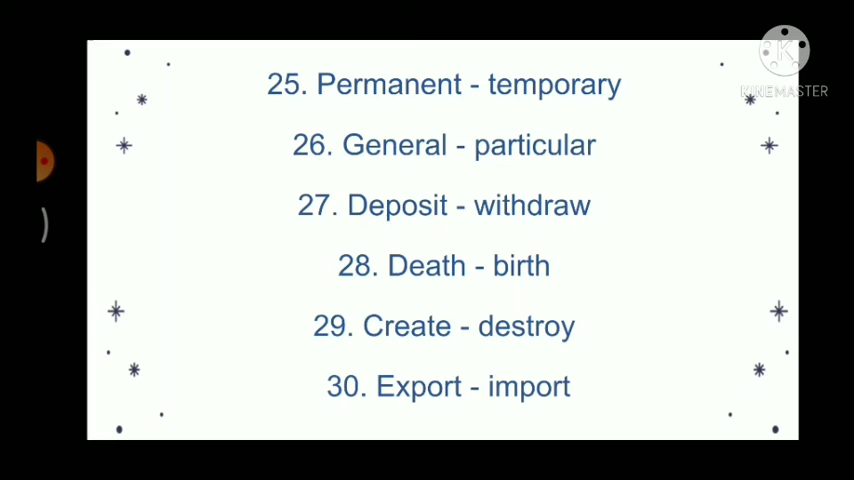 KINEMASTER
25. Permanent - temporary
26. General - particular
27. Deposit - withdraw
28. Death - birth
29. Create - destroy
30. Export - import